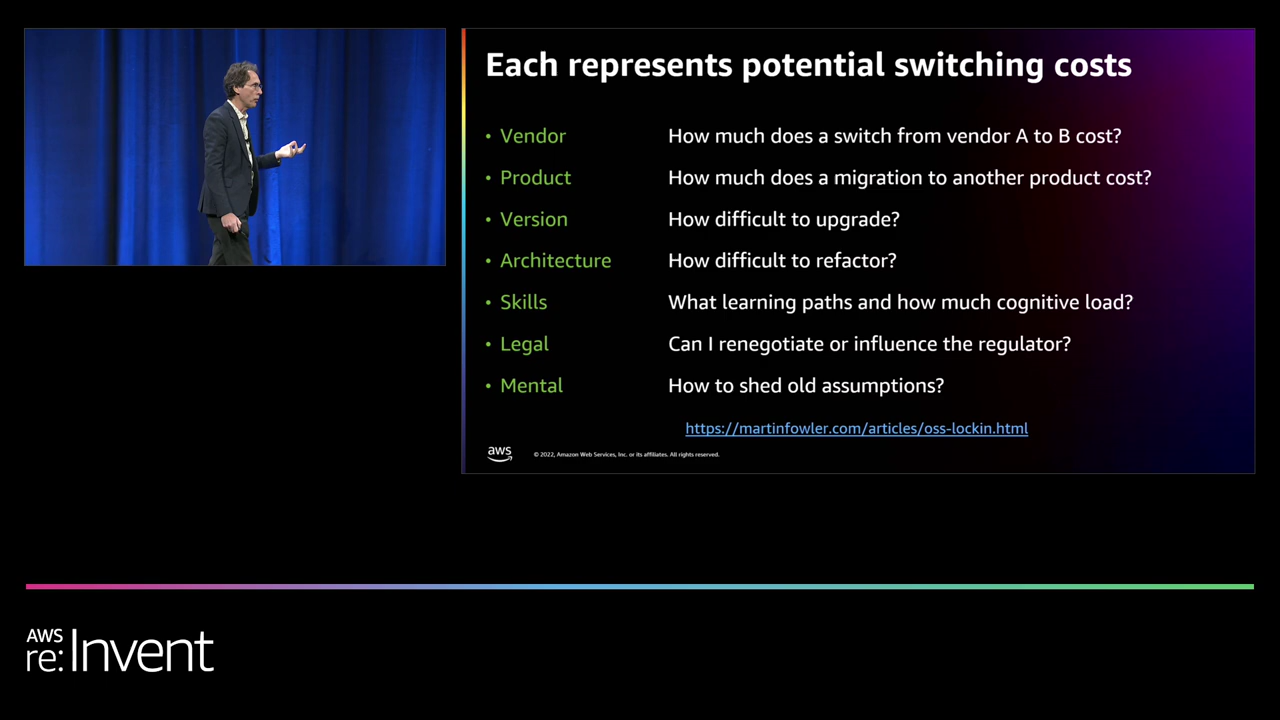 Each represents potential switching costs
• Vendor How much does a switch from vendor A to B cost?
• Product How much does a migration to another product cost?
• Version How difficult to upgrade?
• Architecture How difficult to refactor?
• Skills What learning paths and how much cognitive load?
• Legal Can I renegotiate or influence the regulator?
• Mental How to shed old assumptions?
https://martinfowler.com/articles/oss-lockin.html
aws © 2022, Amazon Web Services, Inc. or its affiliates. All rights reserved.
AWS
re:Invent